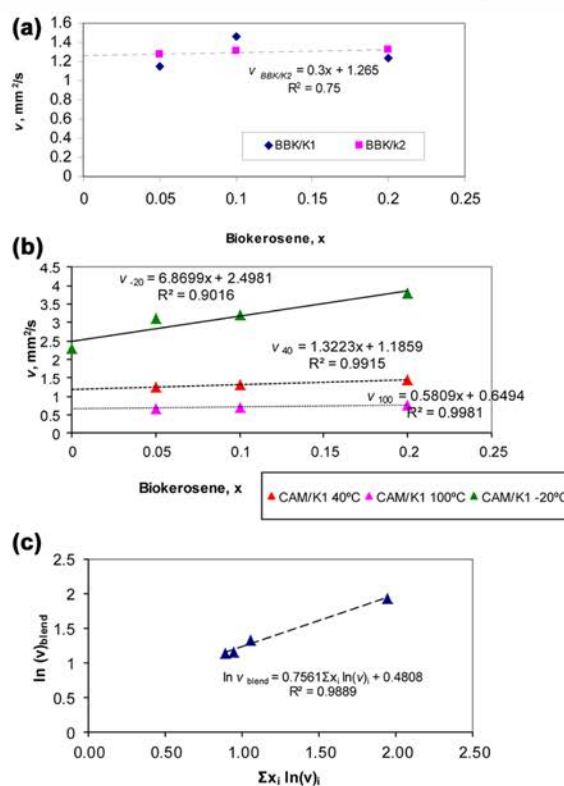 (a)
1.6
1.4
1.2
1
0.8
0.6
0.4
0.2
0
ν, mm²/s
ν BBK/K2 = 0.3x + 1.265
R² = 0.75
BBK/K1 BBK/k2
0 0.05 0.1 0.15 0.2 0.25
Biokerosene, x
(b)
4.5
4
3.5
3
2.5
2
1.5
1
0.5
0
ν, mm²/s
ν -20 = 6.8699x + 2.4981
R² = 0.9016
ν 40 = 1.3223x + 1.1859
R² = 0.9915
ν 100 = 0.5809x + 0.6494
R² = 0.9981
0 0.05 0.1 0.15 0.2 0.25
Biokerosene, x
CAM/K1 40ºC CAM/K1 100ºC CAM/K1 -20ºC
(c)
2.5
2
1.5
1
0.5
0
ln (v)blend
ln ν blend = 0.7561Σxi ln(v)i + 0.4808
R² = 0.9889
0.00 0.50 1.00 1.50 2.00 2.50
Σxi ln(v)i